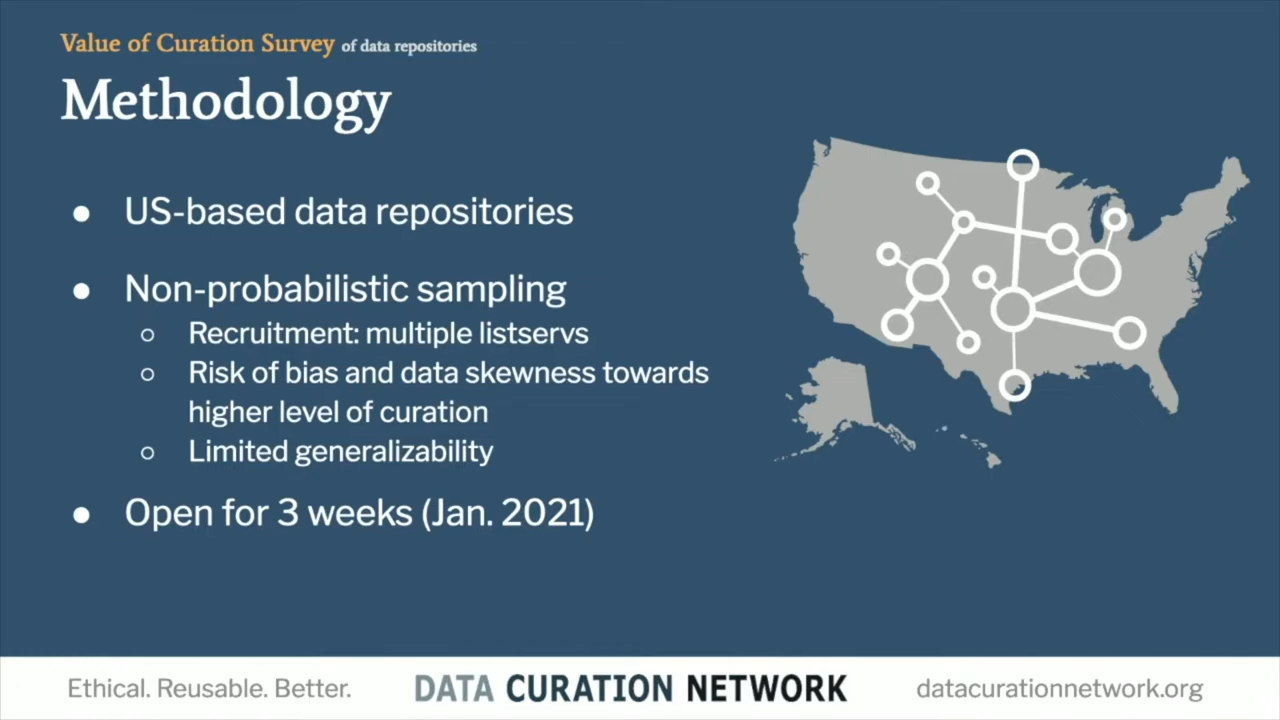 Value of Curation Survey of data repositories
Methodology
● US-based data repositories
● Non-probabilistic sampling
○ Recruitment: multiple listservs
○ Risk of bias and data skewness towards
higher level of curation
○ Limited generalizability
● Open for 3 weeks (Jan. 2021)
Ethical. Reusable. Better.
DATA CURATION NETWORK
datacurationnetwork.org